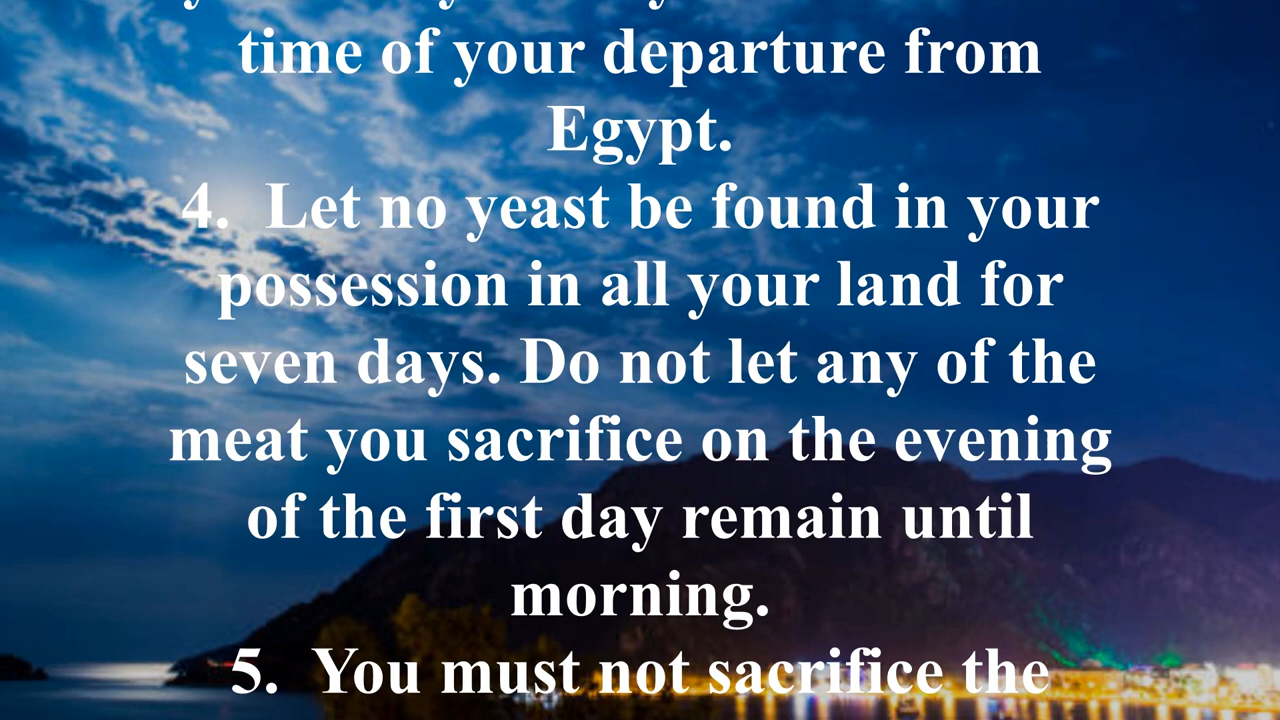 time of your departure from
Egypt.
4.  Let no yeast be found in your
possession in all your land for
seven days. Do not let any of the
meat you sacrifice on the evening
of the first day remain until
morning.
5.  You must not sacrifice the